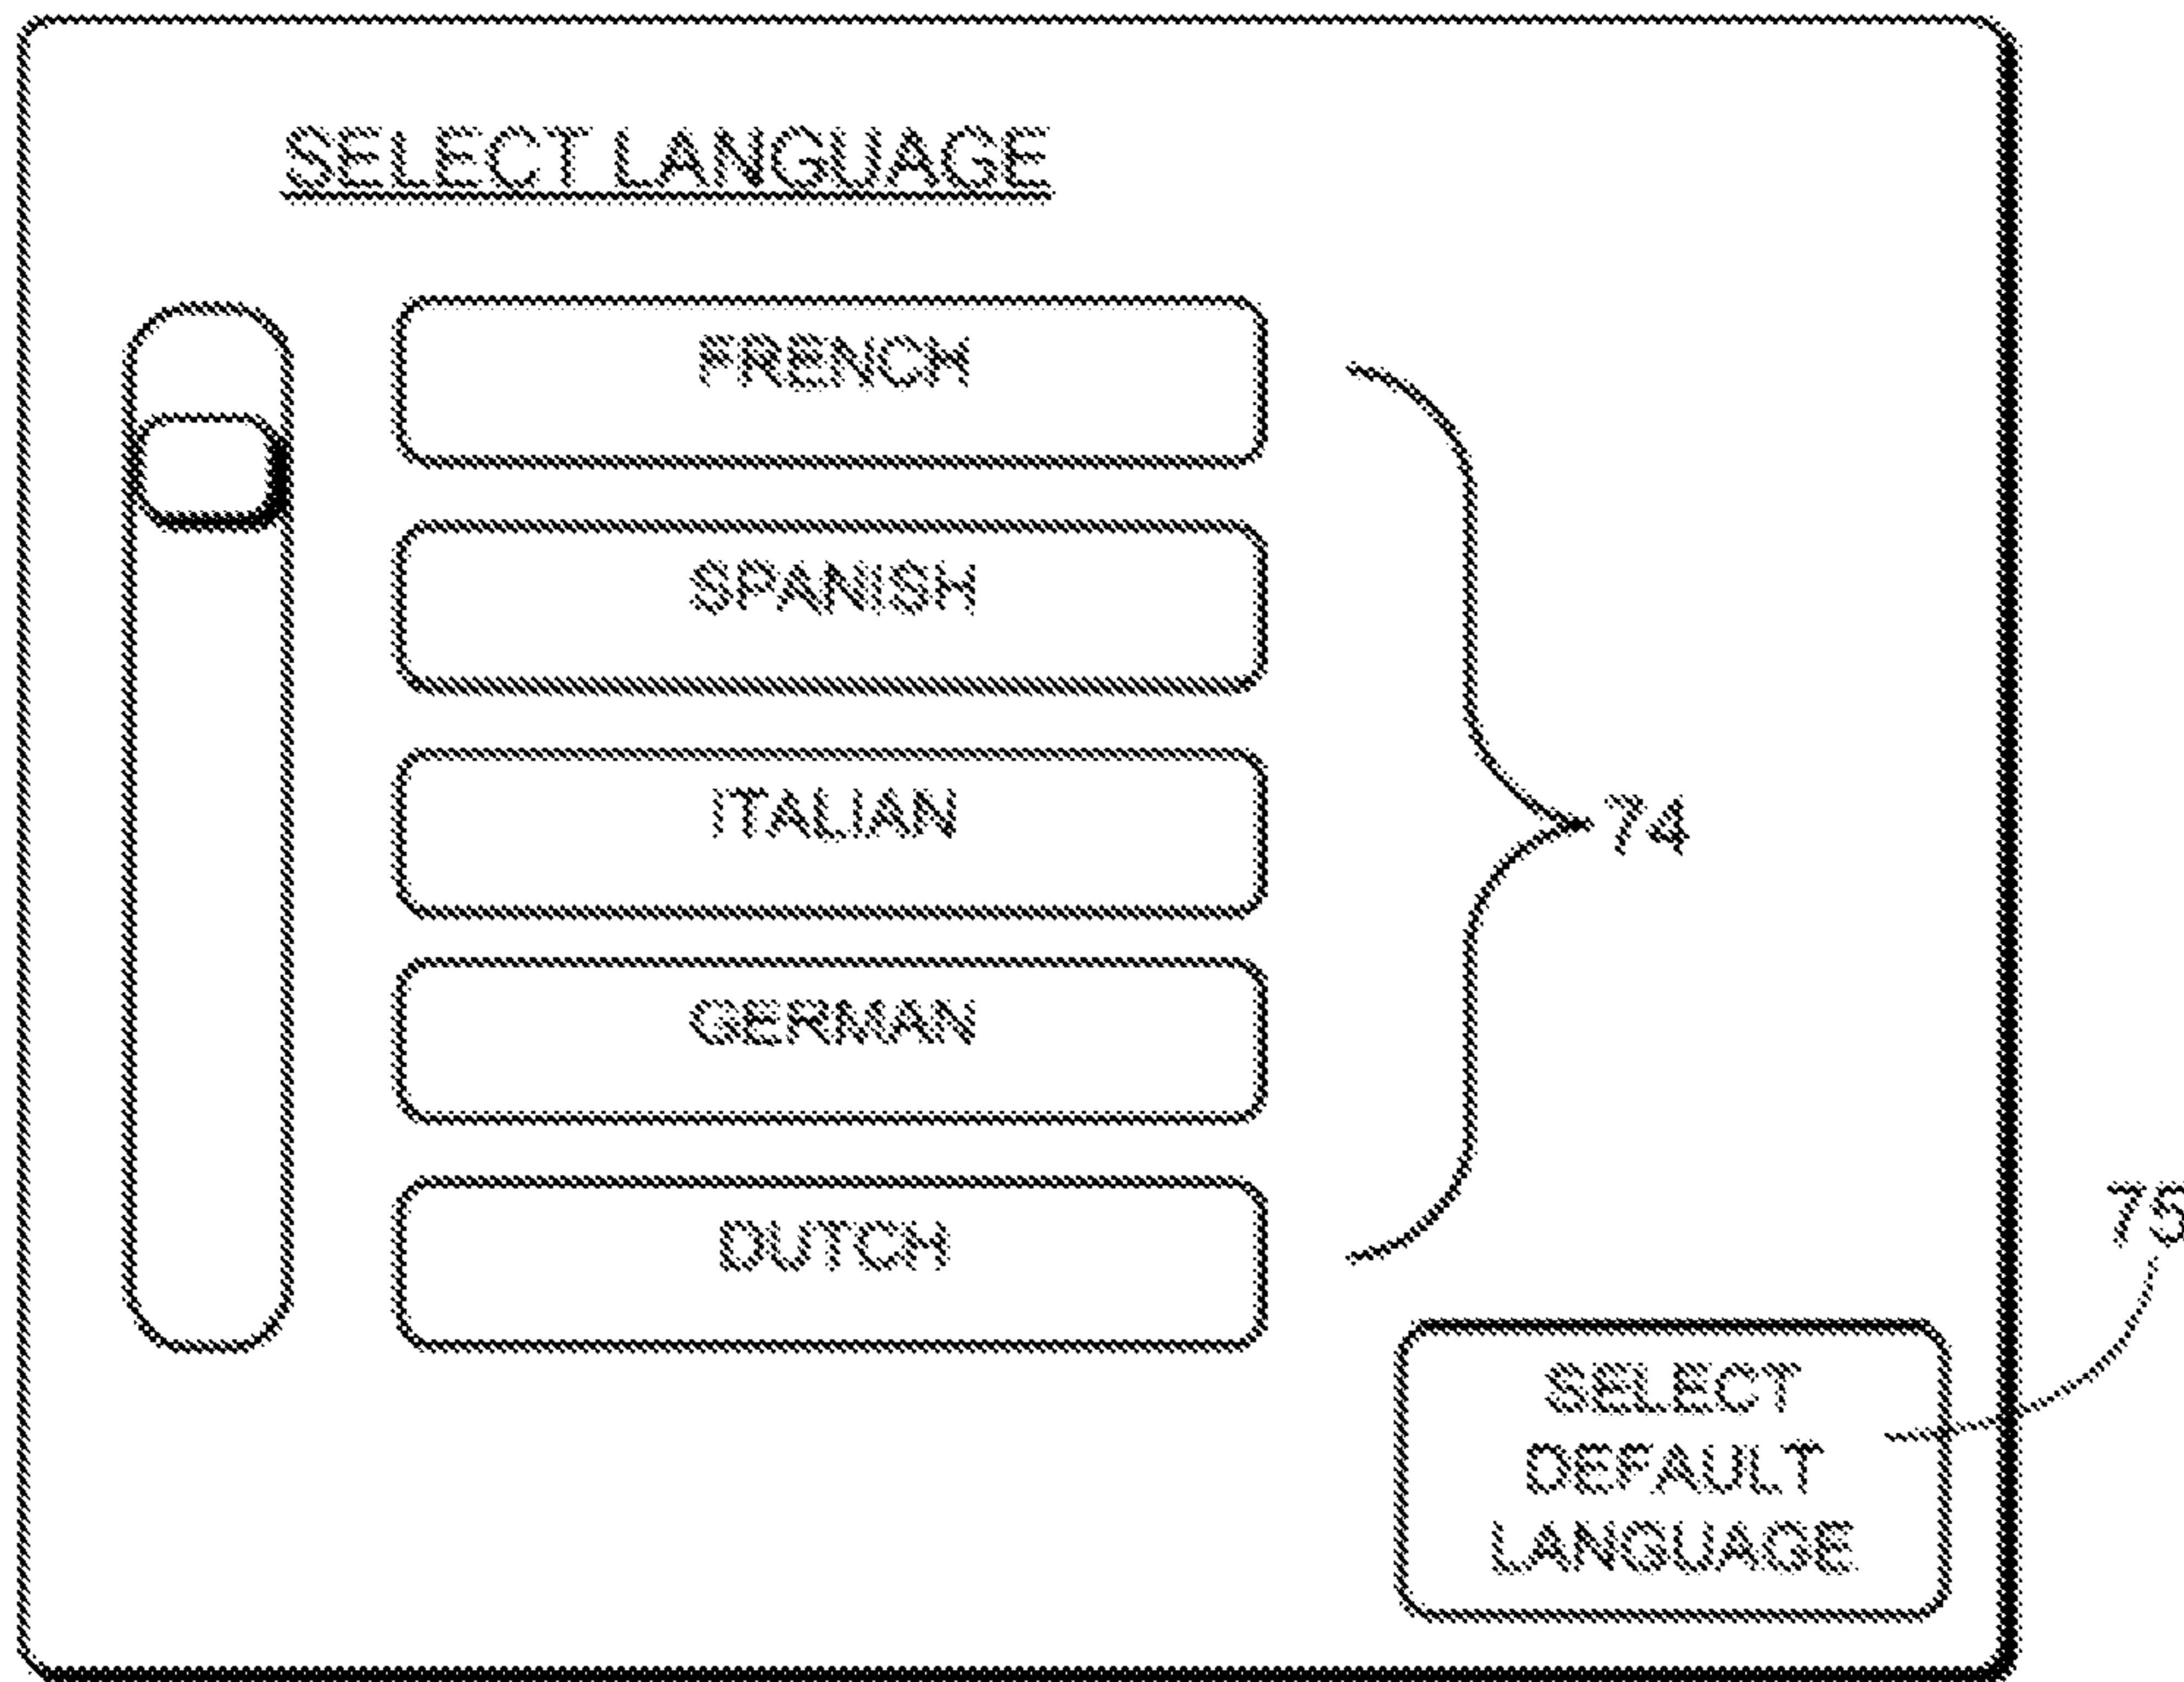 SELECT LANGUAGE
FRENCH
SPANISH
ITALIAN
74
GERMAN
DUTCH
75
SELECT
DEFAULT
LANGUAGE